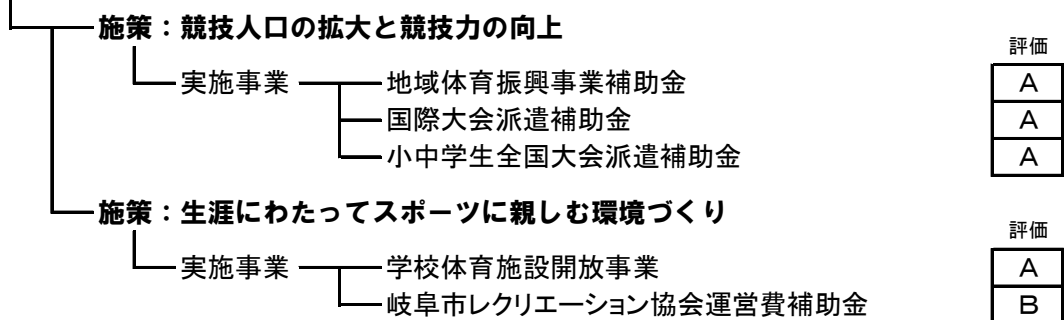 施策：競技人口の拡大と競技力の向上
評価
実施事業 地域体育振興事業補助金 A
国際大会派遣補助金 A
小中学生全国大会派遣補助金 A
施策：生涯にわたってスポーツに親しむ環境づくり
評価
実施事業 学校体育施設開放事業 A
岐阜市レクリエーション協会運営費補助金 B